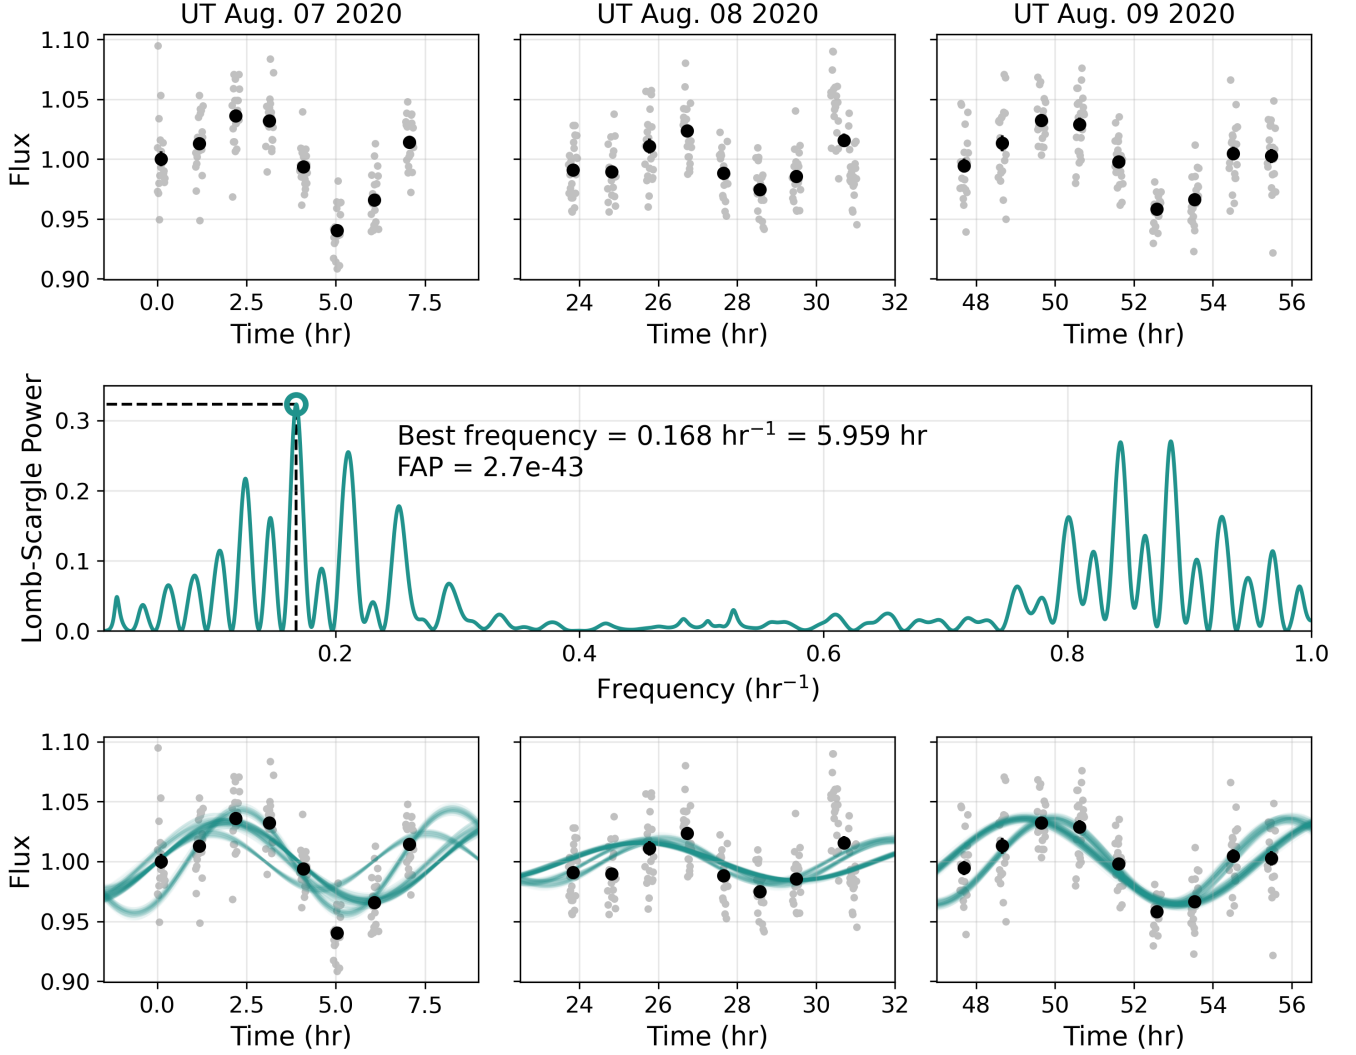 UT Aug. 07 2020
UT Aug. 08 2020
UT Aug. 09 2020
Flux
1.10
1.05
1.00
0.95
0.90
0.0 2.5 5.0 7.5
24 26 28 30 32
48 50 52 54 56
Time (hr)
Time (hr)
Time (hr)
Lomb-Scargle Power
0.3
0.2
0.1
0.0
Best frequency = 0.168 hr⁻¹ = 5.959 hr
FAP = 2.7e-43
0.2 0.4 0.6 0.8 1.0
Frequency (hr⁻¹)
Flux
1.10
1.05
1.00
0.95
0.90
0.0 2.5 5.0 7.5
24 26 28 30 32
48 50 52 54 56
Time (hr)
Time (hr)
Time (hr)